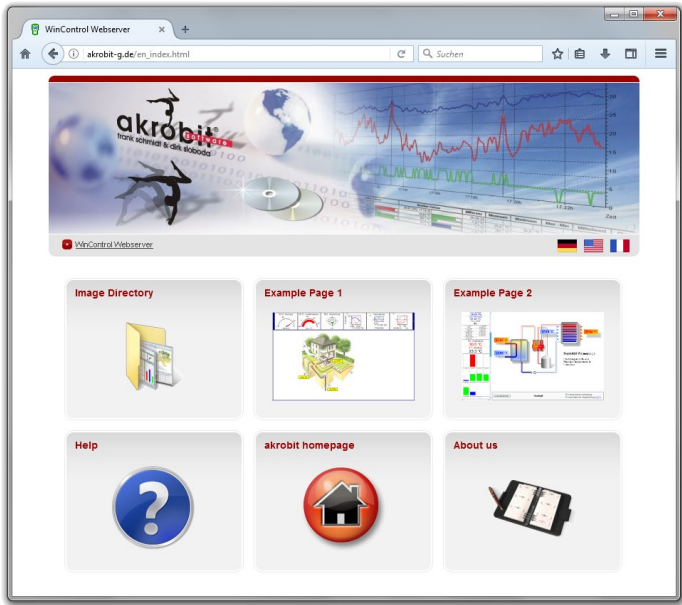 WinControl Webserver
akrobit-g.de/en_index.html
Suchen
akrobit®
software
frank schmidt & dirk sloboda
Zeit
WinControl Webserver
Image Directory
Example Page 1
Example Page 2
Help
akrobit homepage
About us